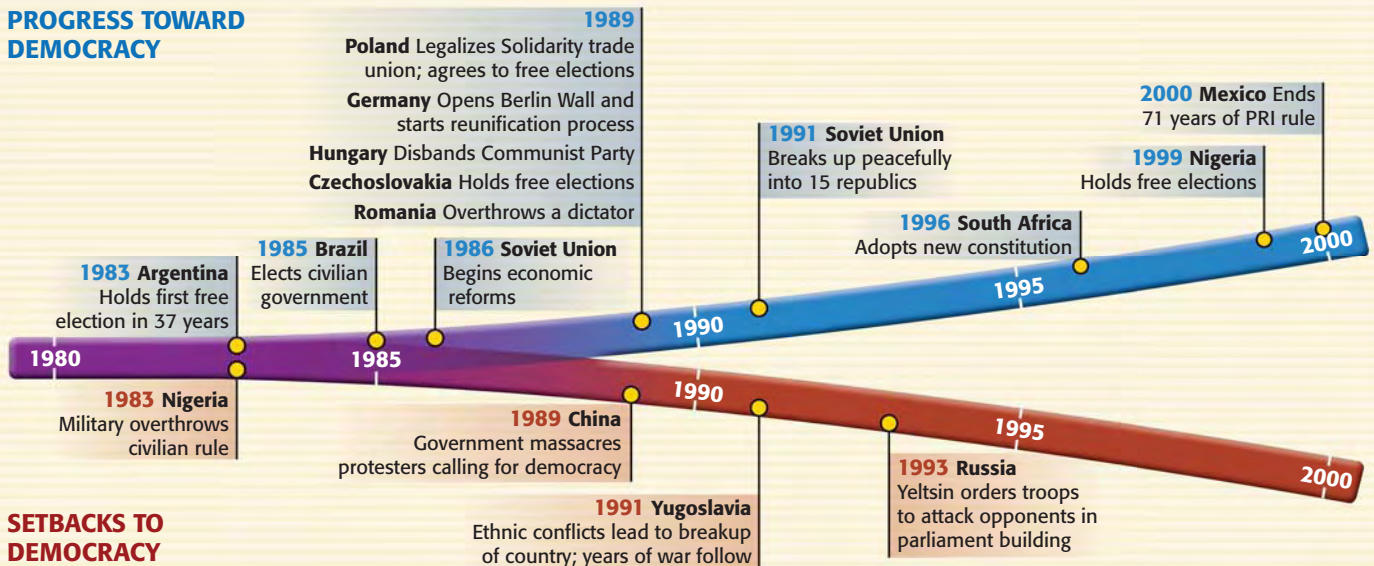 PROGRESS TOWARD
DEMOCRACY
1989
Poland Legalizes Solidarity trade
union; agrees to free elections
Germany Opens Berlin Wall and
starts reunification process
Hungary Disbands Communist Party
Czechoslovakia Holds free elections
Romania Overthrows a dictator
1983 Argentina
Holds first free
election in 37 years
1985 Brazil
Elects civilian
government
1986 Soviet Union
Begins economic
reforms
1991 Soviet Union
Breaks up peacefully
into 15 republics
1996 South Africa
Adopts new constitution
1999 Nigeria
Holds free elections
2000 Mexico Ends
71 years of PRI rule
1980
1985
1990
1995
2000
1990
1995
2000
1983 Nigeria
Military overthrows
civilian rule
1989 China
Government massacres
protesters calling for democracy
1991 Yugoslavia
Ethnic conflicts lead to breakup
of country; years of war follow
1993 Russia
Yeltsin orders troops
to attack opponents in
parliament building
SETBACKS TO
DEMOCRACY